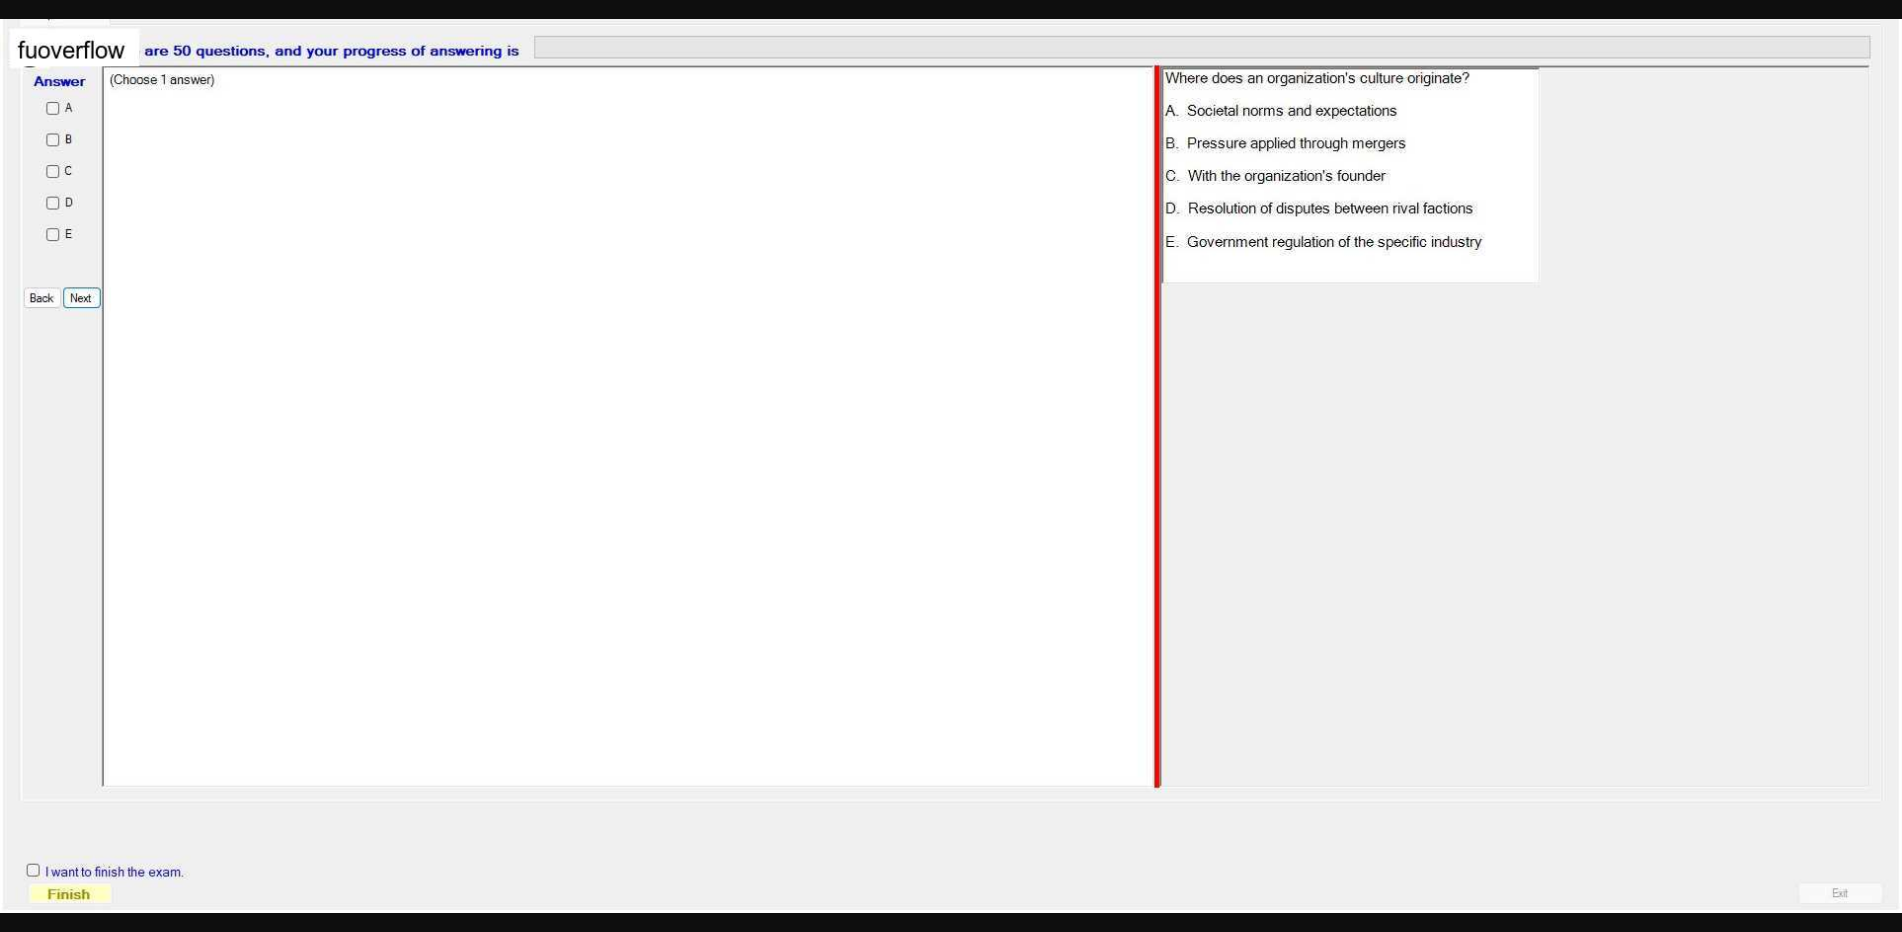 fuoverflow are 50 questions, and your progress of answering is
Answer
(Choose 1 answer)
A
B
C
D
E
Back Next
Where does an organization's culture originate?
A. Societal norms and expectations
B. Pressure applied through mergers
C. With the organization's founder
D. Resolution of disputes between rival factions
E. Government regulation of the specific industry
I want to finish the exam.
Finish
Exit